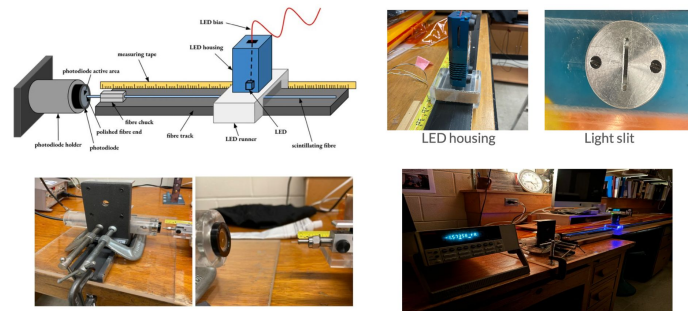 LED bias
LED housing
measuring tape
photodiode active area
fibre chuck
polished fibre end
photodiode holder
photodiode
fibre track
LED runner
LED
scintillating fibre
LED housing
Light slit